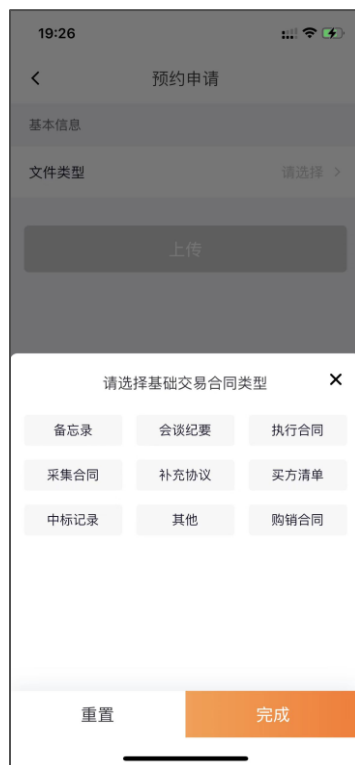 19:26
预约申请
基本信息
文件类型 请选择 >
上传
请选择基础交易合同类型
备忘录 会谈纪要 执行合同
采集合同 补充协议 买方清单
中标记录 其他 购销合同
重置 完成